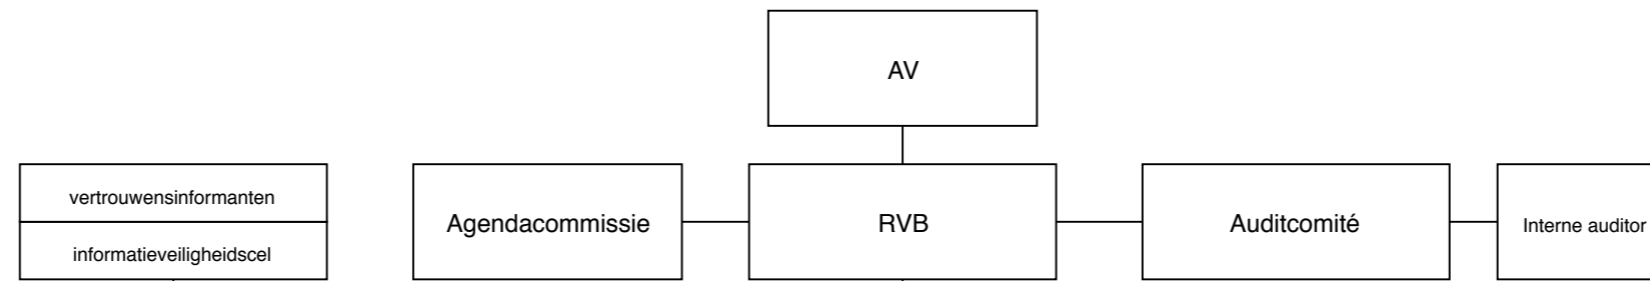 AV
vertrouwensinformanten
informatieveiligheidscel
Agendacommissie
RVB
Auditcomité
Interne auditor